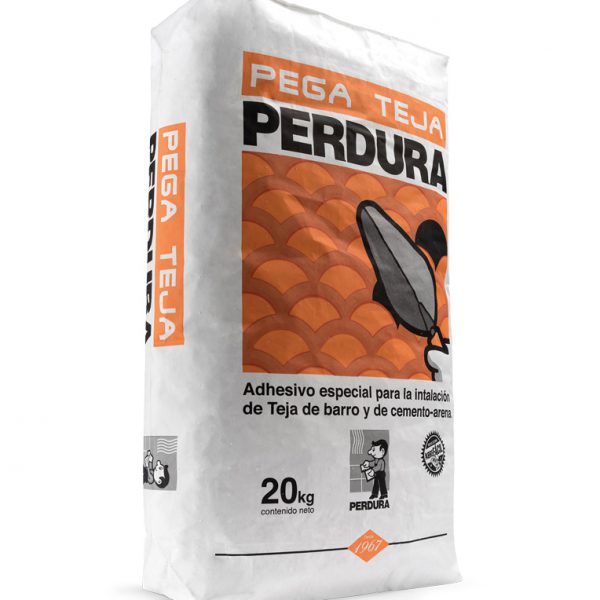 PEGA TEJA
PERDURA
Adhesivo especial para la intalación
de Teja de barro y de cemento-arena
20kg
contenido neto
PERDURA
1967
PEGA TEJA
PERDURA